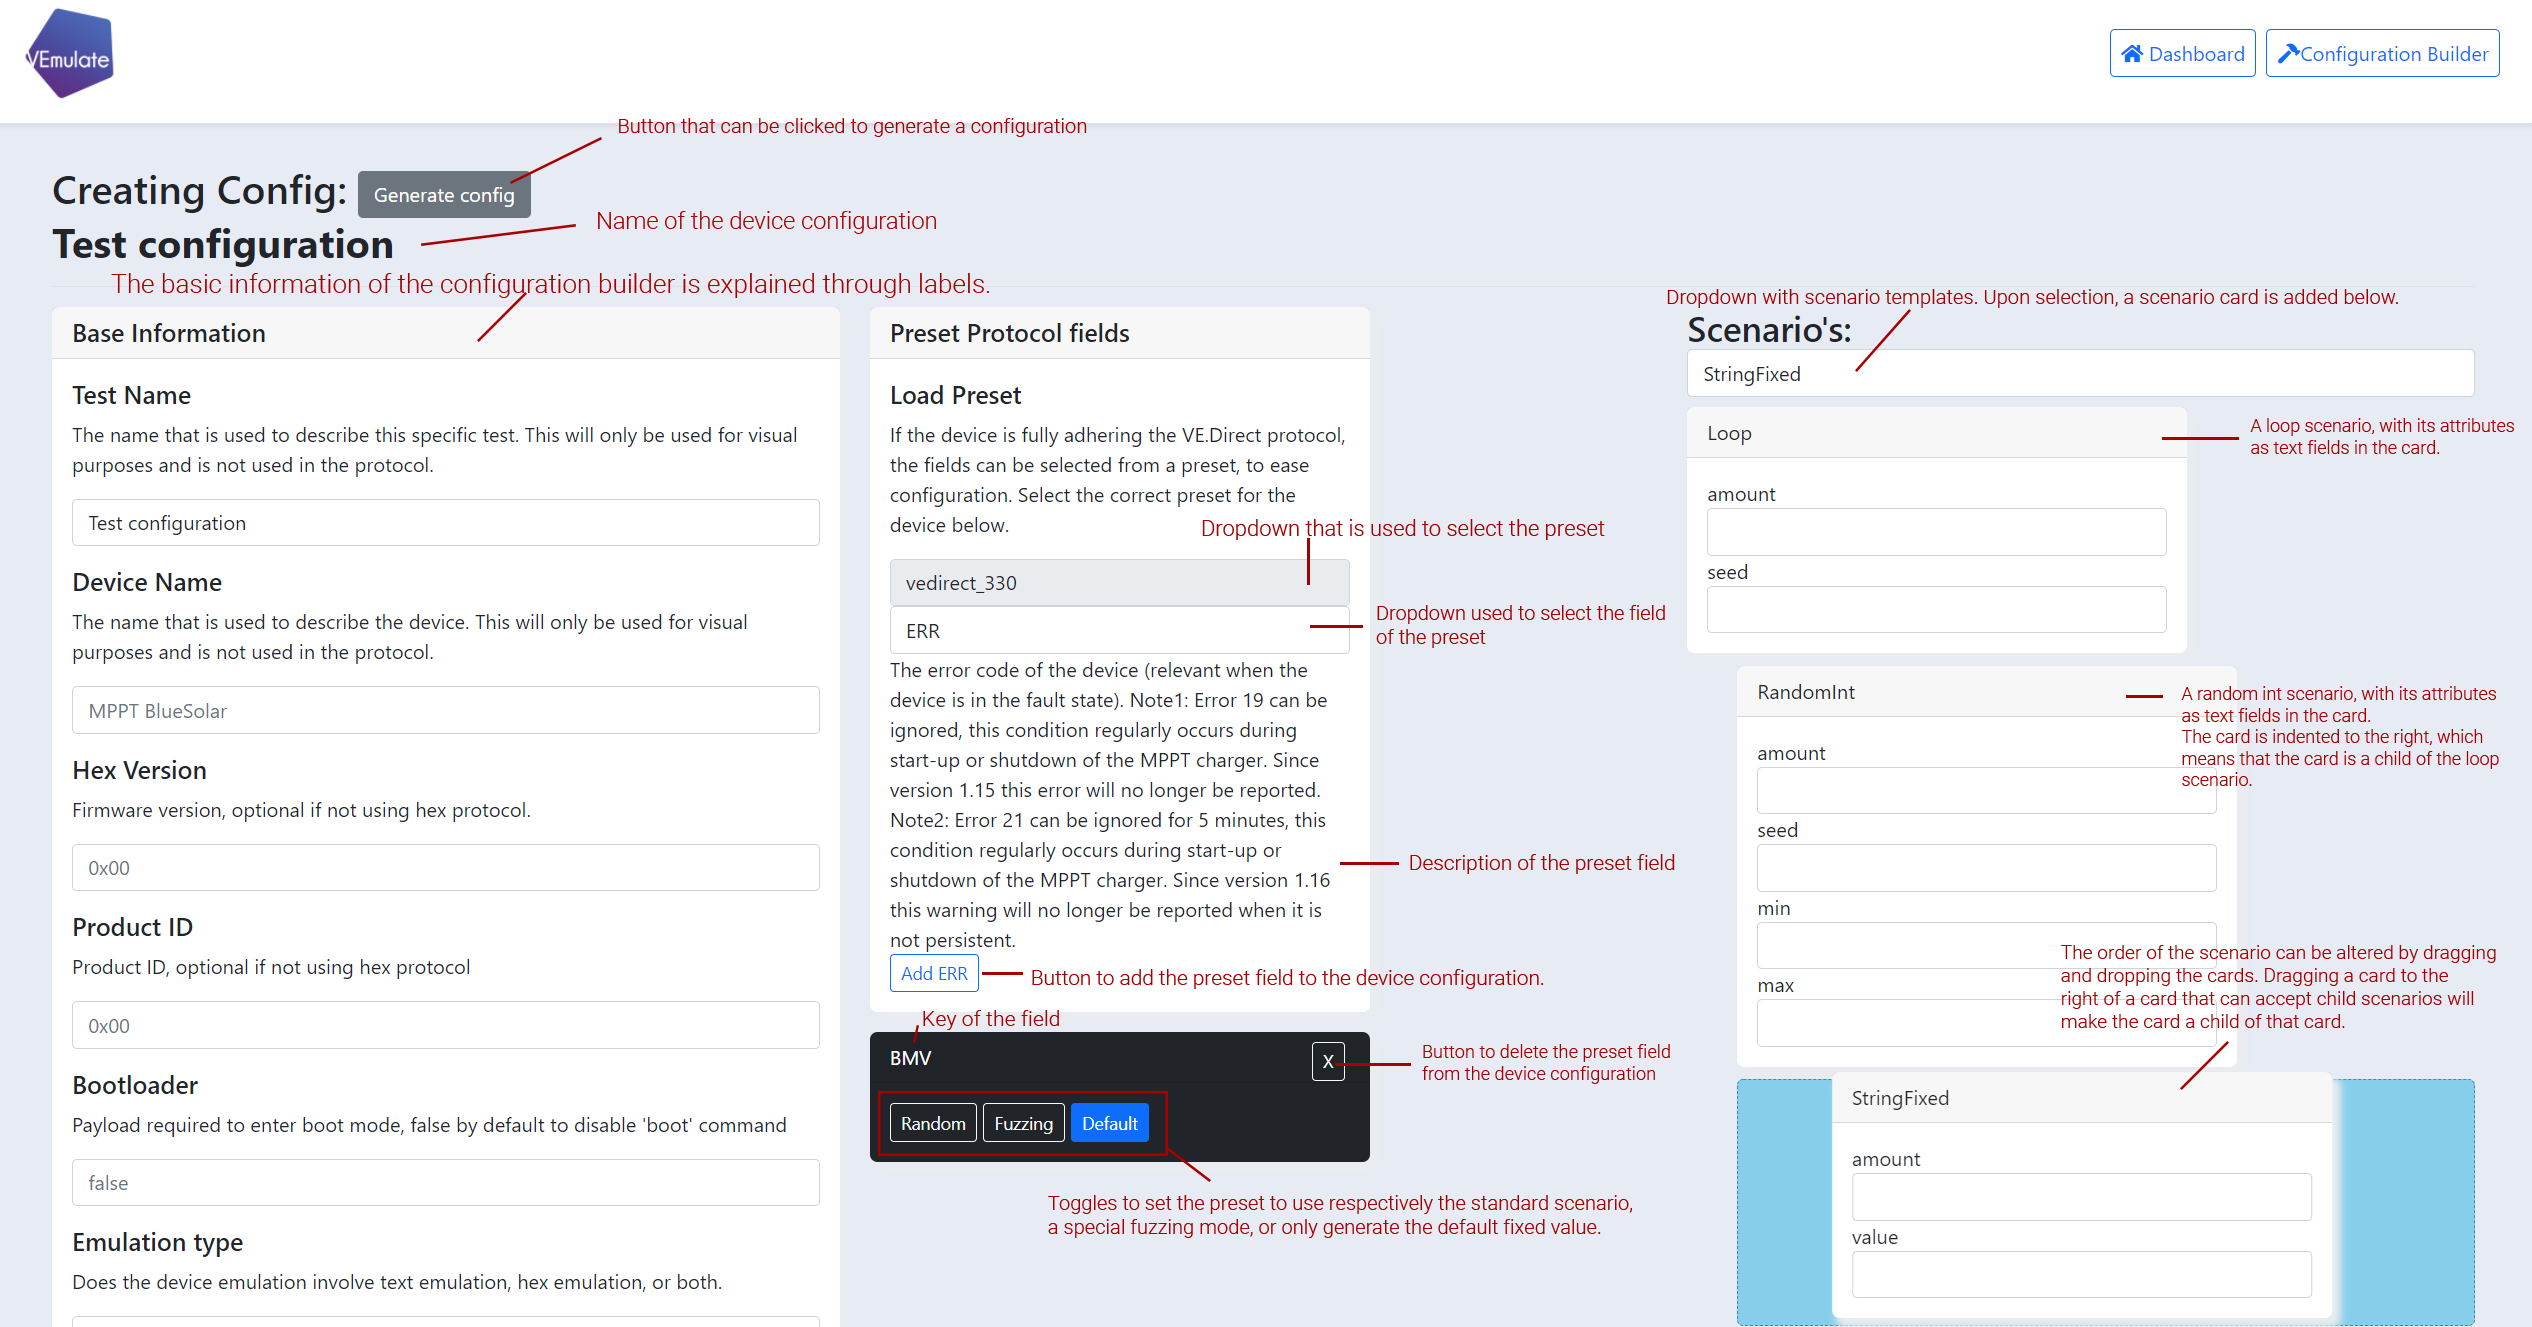 VEmulate
Dashboard
Configuration Builder
Button that can be clicked to generate a configuration
Creating Config:
Generate config
Name of the device configuration
Test configuration
The basic information of the configuration builder is explained through labels.
Base Information
Test Name
The name that is used to describe this specific test. This will only be used for visual
purposes and is not used in the protocol.
Test configuration
Device Name
The name that is used to describe the device. This will only be used for visual
purposes and is not used in the protocol.
MPPT BlueSolar
Hex Version
Firmware version, optional if not using hex protocol.
0x00
Product ID
Product ID, optional if not using hex protocol
0x00
Bootloader
Payload required to enter boot mode, false by default to disable 'boot' command
false
Emulation type
Does the device emulation involve text emulation, hex emulation, or both.
Preset Protocol fields
Load Preset
If the device is fully adhering the VE.Direct protocol,
the fields can be selected from a preset, to ease
configuration. Select the correct preset for the
device below.
Dropdown that is used to select the preset
vedirect_330
ERR
Dropdown used to select the field
of the preset
The error code of the device (relevant when the
device is in the fault state). Note1: Error 19 can be
ignored, this condition regularly occurs during
start-up or shutdown of the MPPT charger. Since
version 1.15 this error will no longer be reported.
Note2: Error 21 can be ignored for 5 minutes, this
condition regularly occurs during start-up or
shutdown of the MPPT charger. Since version 1.16
this warning will no longer be reported when it is
not persistent.
Description of the preset field
Add ERR
Button to add the preset field to the device configuration.
Key of the field
BMV
X
Button to delete the preset field
from the device configuration
Random
Fuzzing
Default
Toggles to set the preset to use respectively the standard scenario,
a special fuzzing mode, or only generate the default fixed value.
Dropdown with scenario templates. Upon selection, a scenario card is added below.
Scenario's:
StringFixed
Loop
A loop scenario, with its attributes
as text fields in the card.
amount
seed
RandomInt
A random int scenario, with its attributes
as text fields in the card.
The card is indented to the right, which
means that the card is a child of the loop
scenario.
amount
seed
min
max
The order of the scenario can be altered by dragging
and dropping the cards. Dragging a card to the
right of a card that can accept child scenarios will
make the card a child of that card.
StringFixed
amount
value